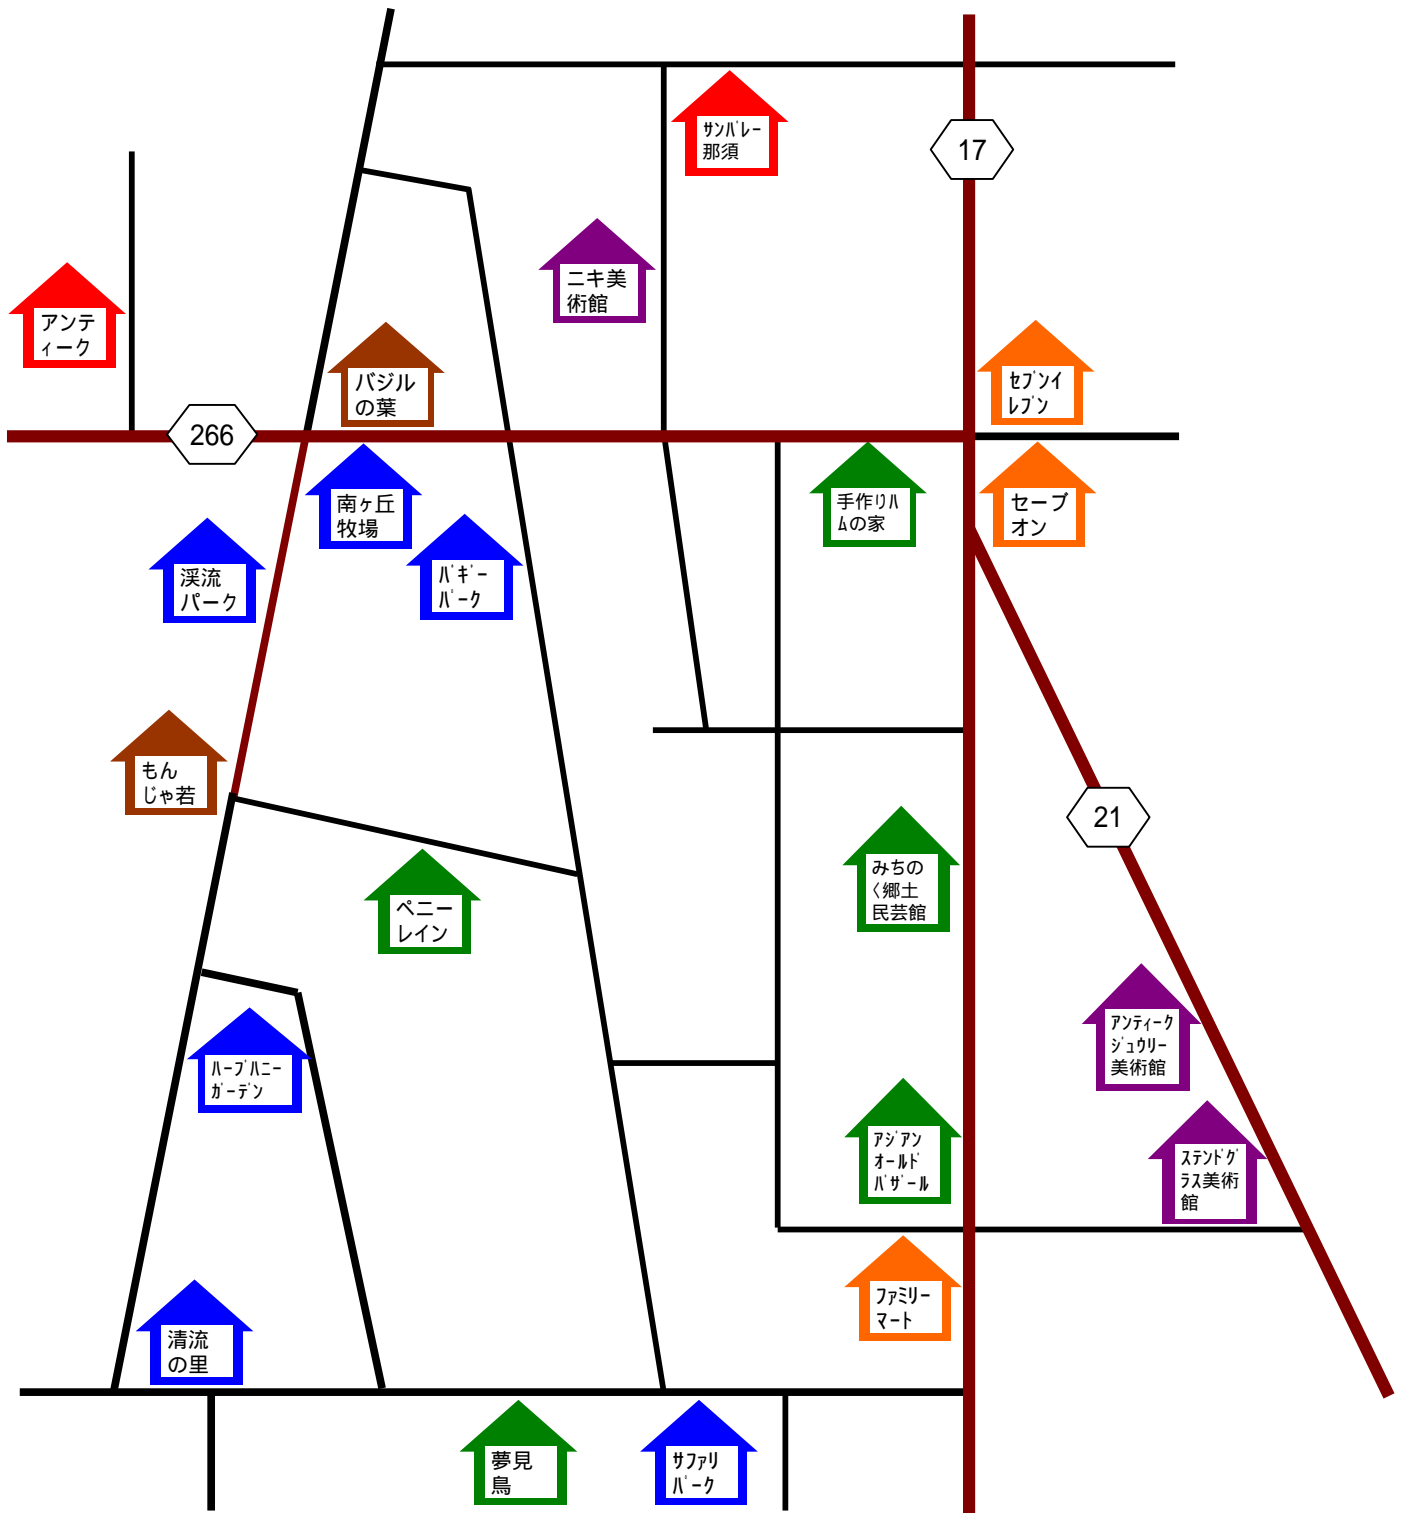 サンバレー
那須
17
ニキ美
術館
アンテ
ィーク
バジル
の葉
セブンイ
レブン
266
南ヶ丘
牧場
手作りハ
ムの家
セーブ
オン
渓流
パーク
バギー
パーク
もん
じゃ若
21
みちの
く郷土
民芸館
ペニー
レイン
アンティーク
ジュウリー
美術館
ハーブハニー
ガーデン
アジアン
オールド
バザール
ステンドグ
ラス美術
館
ファミリー
マート
清流
の里
夢見
鳥
サファリ
パーク